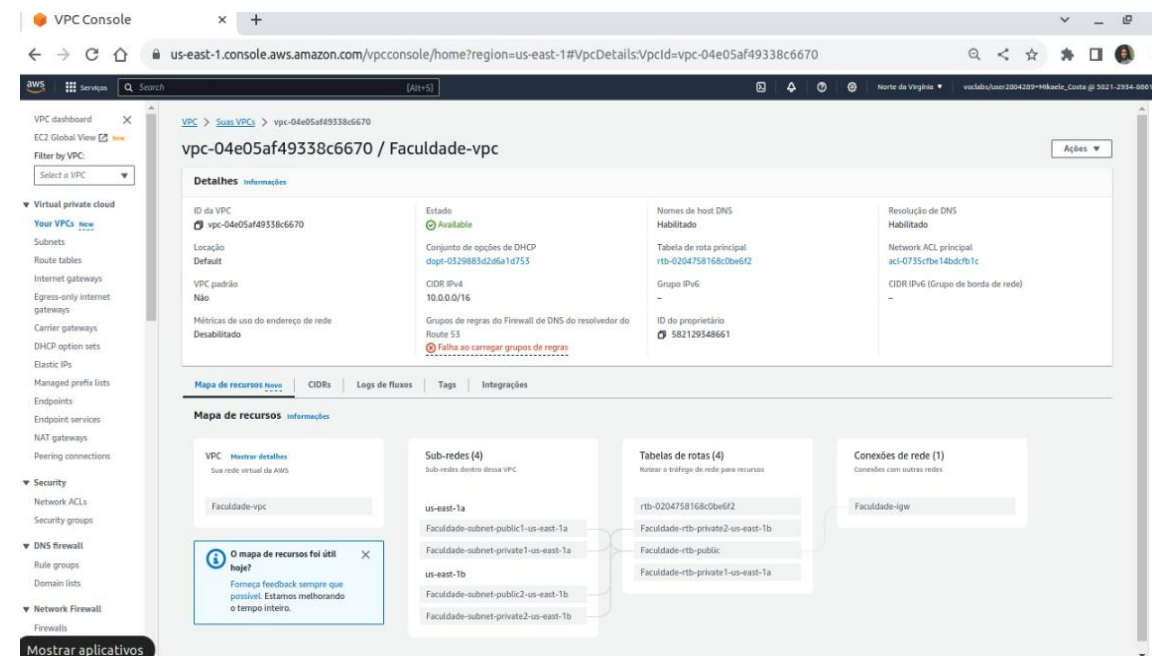 VPC Console
us-east-1.console.aws.amazon.com/vpcconsole/home?region=us-east-1#VpcDetails:VpcId=vpc-04e05af49338c6670
aws Serviços Search [Alt+S] Norte da Virgínia voclabs/user2804289=Mikaele_Costa @ 5821-2934-8661
VPC dashboard
EC2 Global View New
Filter by VPC:
Select a VPC
Virtual private cloud
Your VPCs New
Subnets
Route tables
Internet gateways
Egress-only internet
gateways
Carrier gateways
DHCP option sets
Elastic IPs
Managed prefix lists
Endpoints
Endpoint services
NAT gateways
Peering connections
Security
Network ACLs
Security groups
DNS firewall
Rule groups
Domain lists
Network Firewall
Firewalls
Mostrar aplicativos
VPC > Suas VPCs > vpc-04e05af49338c6670
vpc-04e05af49338c6670 / Faculdade-vpc
Ações
Detalhes Informações
ID da VPC
vpc-04e05af49338c6670
Estado
Available
Nomes de host DNS
Habilitado
Resolução de DNS
Habilitado
Locação
Default
Conjunto de opções de DHCP
dopt-0329883d2d6a1d753
Tabela de rota principal
rtb-0204758168c0be6f2
Network ACL principal
acl-0735cfbe14bdcfb1c
VPC padrão
Não
CIDR IPv4
10.0.0.0/16
Grupo IPv6
–
CIDR IPv6 (Grupo de borda de rede)
–
Métricas de uso do endereço de rede
Desabilitado
Grupos de regras do Firewall de DNS do resolvedor do
Route 53
Falha ao carregar grupos de regras
ID do proprietário
582129348661
Mapa de recursos Novo CIDRs Logs de fluxos Tags Integrações
Mapa de recursos Informações
VPC Mostrar detalhes
Sua rede virtual da AWS
Faculdade-vpc
O mapa de recursos foi útil
hoje?
Forneça feedback sempre que
possível. Estamos melhorando
o tempo inteiro.
Sub-redes (4)
Sub-redes dentro dessa VPC
us-east-1a
Faculdade-subnet-public1-us-east-1a
Faculdade-subnet-private1-us-east-1a
us-east-1b
Faculdade-subnet-public2-us-east-1b
Faculdade-subnet-private2-us-east-1b
Tabelas de rotas (4)
Rotear o tráfego de rede para recursos
rtb-0204758168c0be6f2
Faculdade-rtb-private2-us-east-1b
Faculdade-rtb-public
Faculdade-rtb-private1-us-east-1a
Conexões de rede (1)
Conexões com outras redes
Faculdade-igw